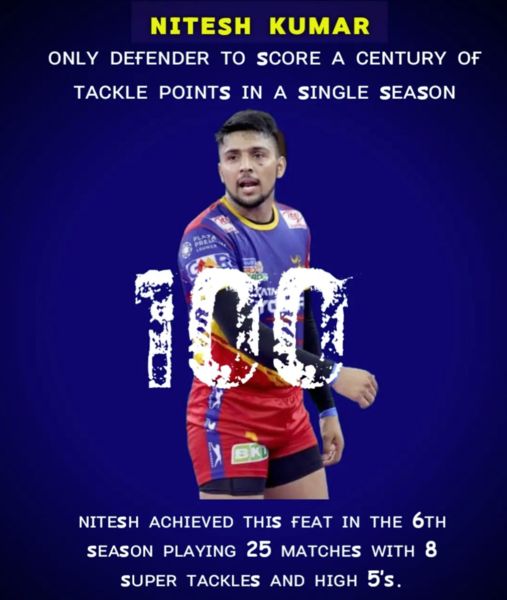 NITESH KUMAR
ONLY DEFENDER TO SCORE A CENTURY OF
TACKLE POINTS IN A SINGLE SEASON
100
BKT
NITESH ACHIEVED THIS FEAT IN THE 6TH
SEASON PLAYING 25 MATCHES WITH 8
SUPER TACKLES AND HIGH 5's.